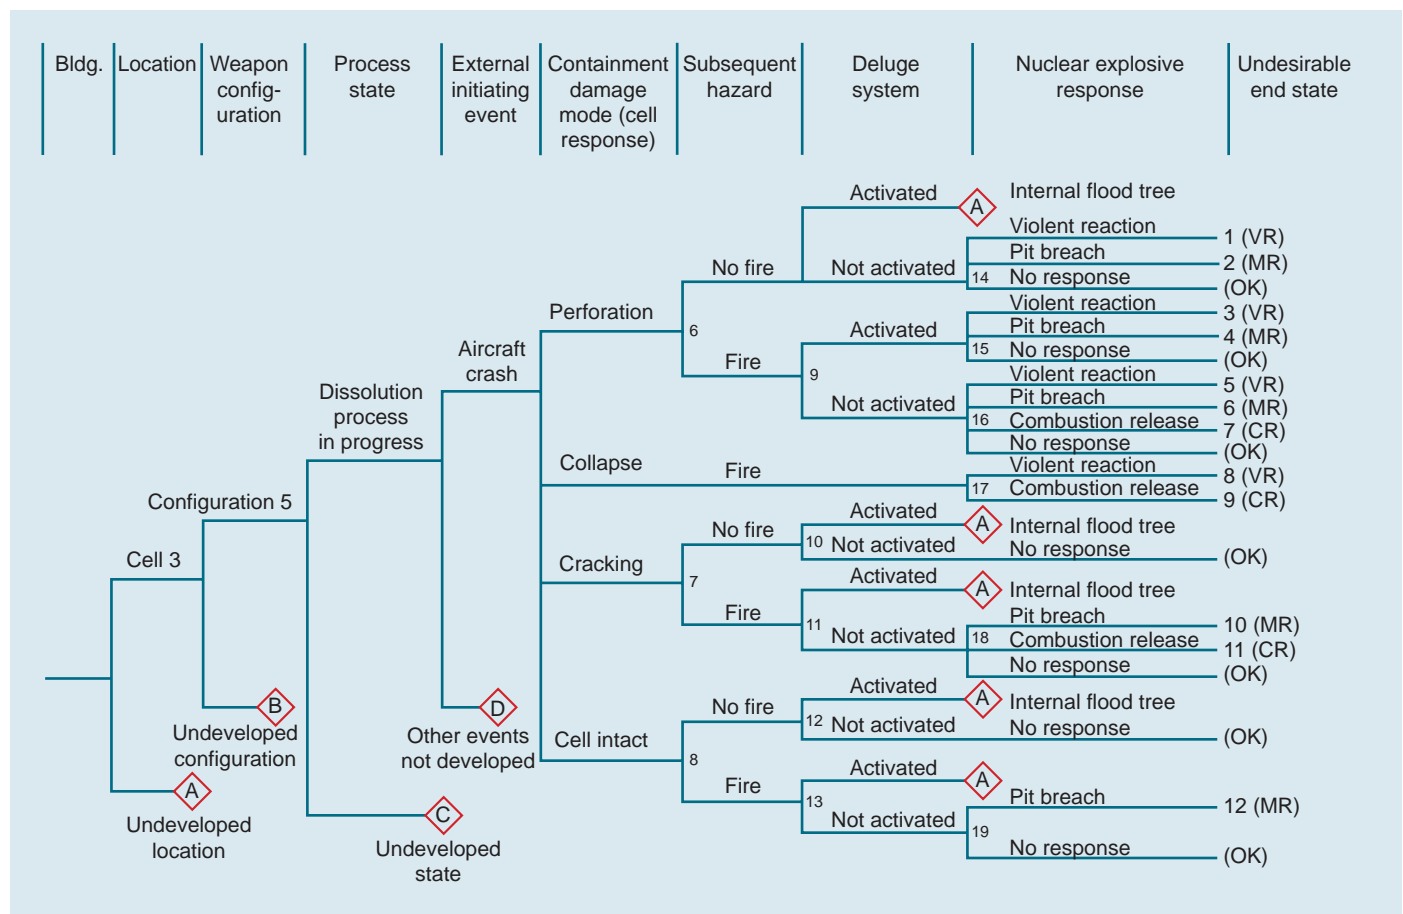 Bldg.
Location
Weapon
config-
uration
Process
state
External
initiating
event
Containment
damage
mode (cell
response)
Subsequent
hazard
Deluge
system
Nuclear explosive
response
Undesirable
end state
Activated
A
Internal flood tree
Violent reaction
1 (VR)
Pit breach
2 (MR)
No fire
Not activated
14
No response
(OK)
Perforation
6
Violent reaction
3 (VR)
Activated
Pit breach
4 (MR)
15
No response
(OK)
Aircraft
crash
Fire
9
Violent reaction
5 (VR)
Not activated
Pit breach
6 (MR)
16
Combustion release
7 (CR)
No response
(OK)
Dissolution
process
in progress
Collapse
Fire
Violent reaction
8 (VR)
17
Combustion release
9 (CR)
Configuration 5
Cell 3
Activated
A
Internal flood tree
No fire
10
Not activated
No response
(OK)
Cracking
7
Activated
A
Internal flood tree
Fire
11
Not activated
Pit breach
10 (MR)
18
Combustion release
11 (CR)
No response
(OK)
Activated
A
Internal flood tree
No fire
12
Not activated
No response
(OK)
Cell intact
8
Activated
A
Fire
13
Not activated
Pit breach
12 (MR)
19
No response
(OK)
B
Undeveloped
configuration
D
Other events
not developed
A
Undeveloped
location
C
Undeveloped
state